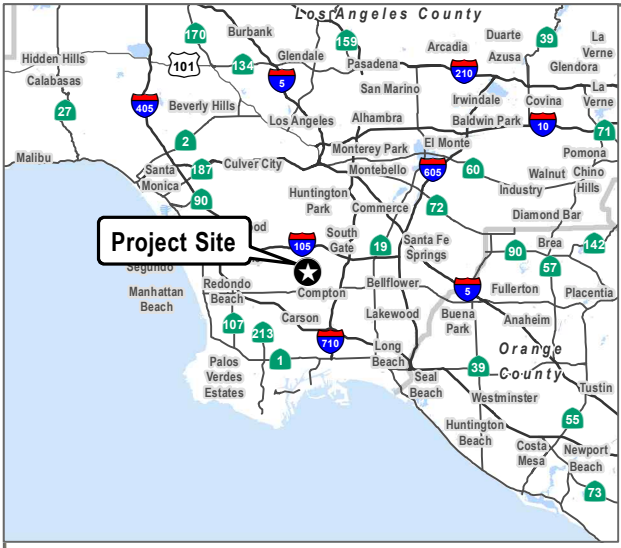 Los Angeles County
170
Burbank
159
Duarte
39
La
Verne
Hidden Hills
101
134
Glendale
Arcadia
Azusa
Glendora
Calabasas
5
Pasadena
210
27
405
Beverly Hills
San Marino
Irwindale
Covina
La
Verne
Los Angeles
Alhambra
Baldwin Park
10
71
2
Monterey Park
El Monte
Pomona
Malibu
Santa
Monica
187
Culver City
Montebello
605
60
Walnut
Chino
Hills
90
Huntington
Park
Commerce
72
Industry
Diamond Bar
Project Site
ood
105
South
Gate
19
Santa Fe
Springs
90
Brea
142
Segundo
57
Manhattan
Beach
Redondo
Beach
Compton
Bellflower
5
Fullerton
Placentia
107
213
Carson
710
Lakewood
Buena
Park
Anaheim
Palos
Verdes
Estates
1
Long
Beach
Orange
County
39
Seal
Beach
Westminster
Tustin
55
Huntington
Beach
Costa
Mesa
Newport
Beach
73